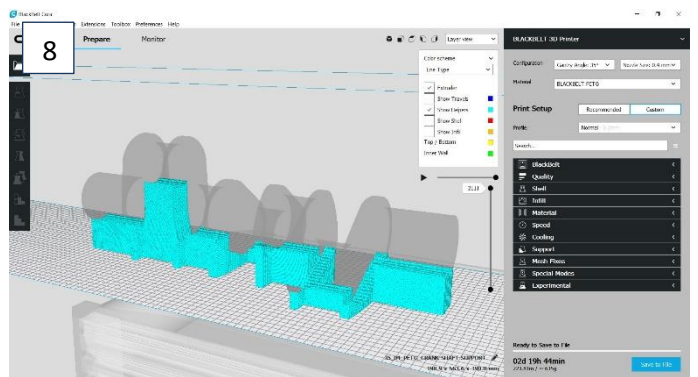 BlackBelt Cura
Extensions Toolbox Preferences Help
8
Prepare Monitor
Layer view
BLACKBELT 3D Printer
Color scheme
Line Type
Extruder
Show Travels
Show Helpers
Show Shell
Show Infill
Top / Bottom
Inner Wall
Configuration Gantry Angle: 35°
Material BLACKBELT PETG
Print Setup Recommended Custom
Profile: Normal
Search...
BlackBelt
Quality
Shell
Infill
Material
Speed
Cooling
Support
Mesh Fixes
Special Modes
Experimental
Ready to Save to File
02d 19h 44min
Save to File